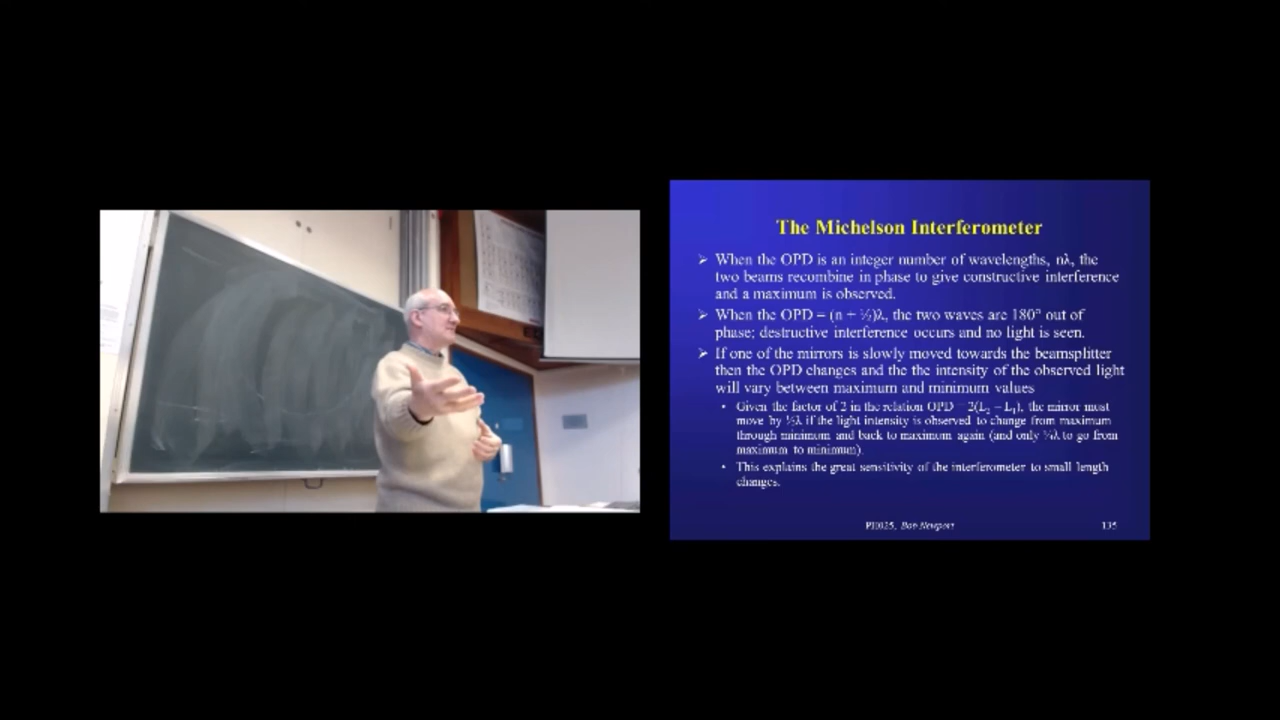 The Michelson Interferometer
➢ When the OPD is an integer number of wavelengths, nλ, the
two beams recombine in phase to give constructive interference
and a maximum is observed.
➢ When the OPD = (n + ½)λ, the two waves are 180° out of
phase; destructive interference occurs and no light is seen.
➢ If one of the mirrors is slowly moved towards the beamsplitter
then the OPD changes and the the intensity of the observed light
will vary between maximum and minimum values
• Given the factor of 2 in the relation OPD = 2(L₂ – L₁), the mirror must
move by ½λ if the light intensity is observed to change from maximum
through minimum and back to maximum again (and only ¼λ to go from
maximum to minimum).
• This explains the great sensitivity of the interferometer to small length
changes.
PH025, Bob Newport
135